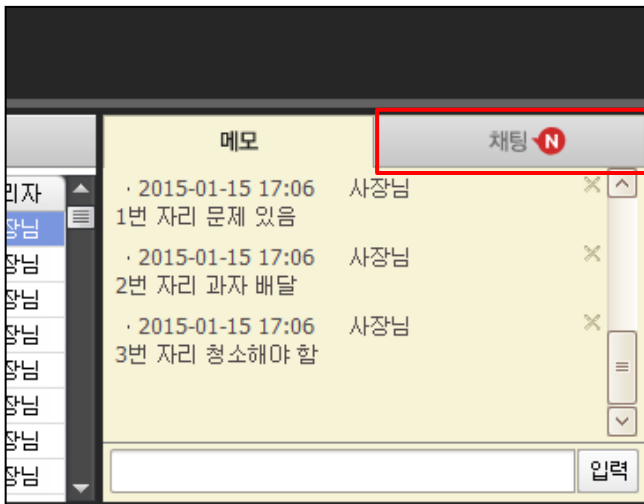 메모
채팅 N
리자
장님
장님
장님
장님
장님
장님
장님
· 2015-01-15 17:06 사장님
1번 자리 문제 있음
· 2015-01-15 17:06 사장님
2번 자리 과자 배달
· 2015-01-15 17:06 사장님
3번 자리 청소해야 함
입력